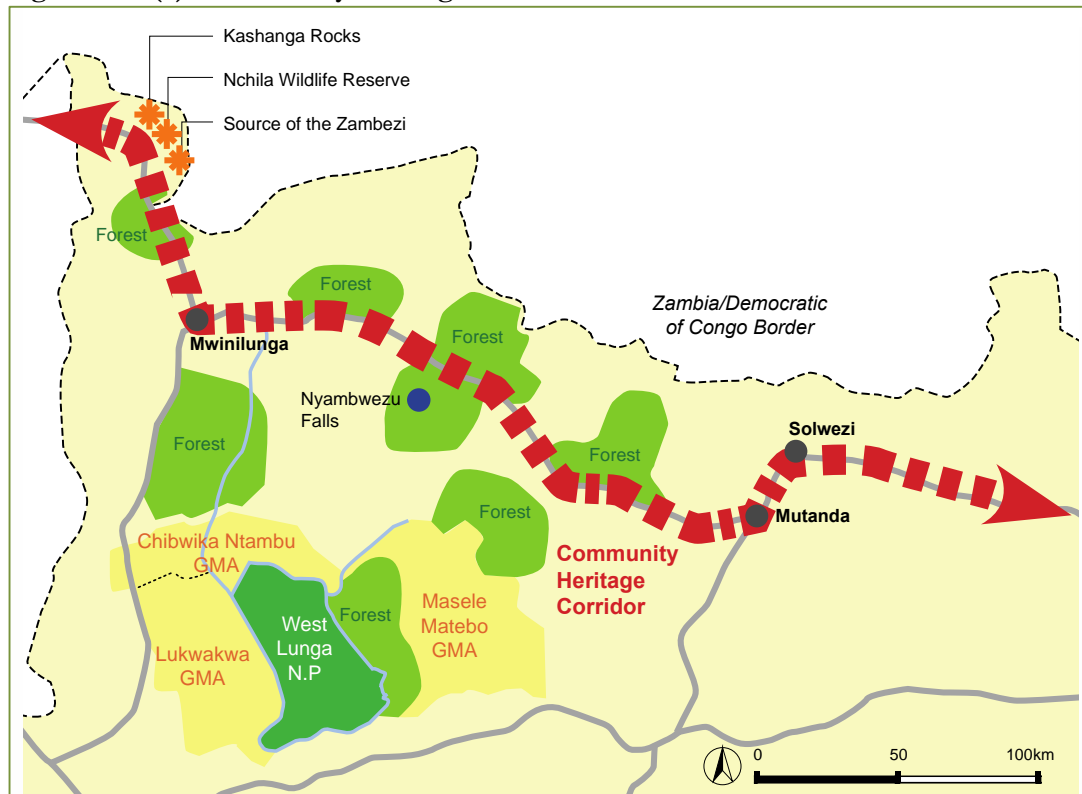 Kashanga Rocks
Nchila Wildlife Reserve
Source of the Zambezi
Forest
Forest
Zambia/Democratic
of Congo Border
Mwinilunga
Nyambwezu
Falls
Forest
Solwezi
Forest
Forest
Mutanda
Forest
Chibwika Ntambu
GMA
Community
Heritage
Corridor
Forest
Masele
Matebo
GMA
West
Lunga
N.P
Lukwakwa
GMA
0
50
100km